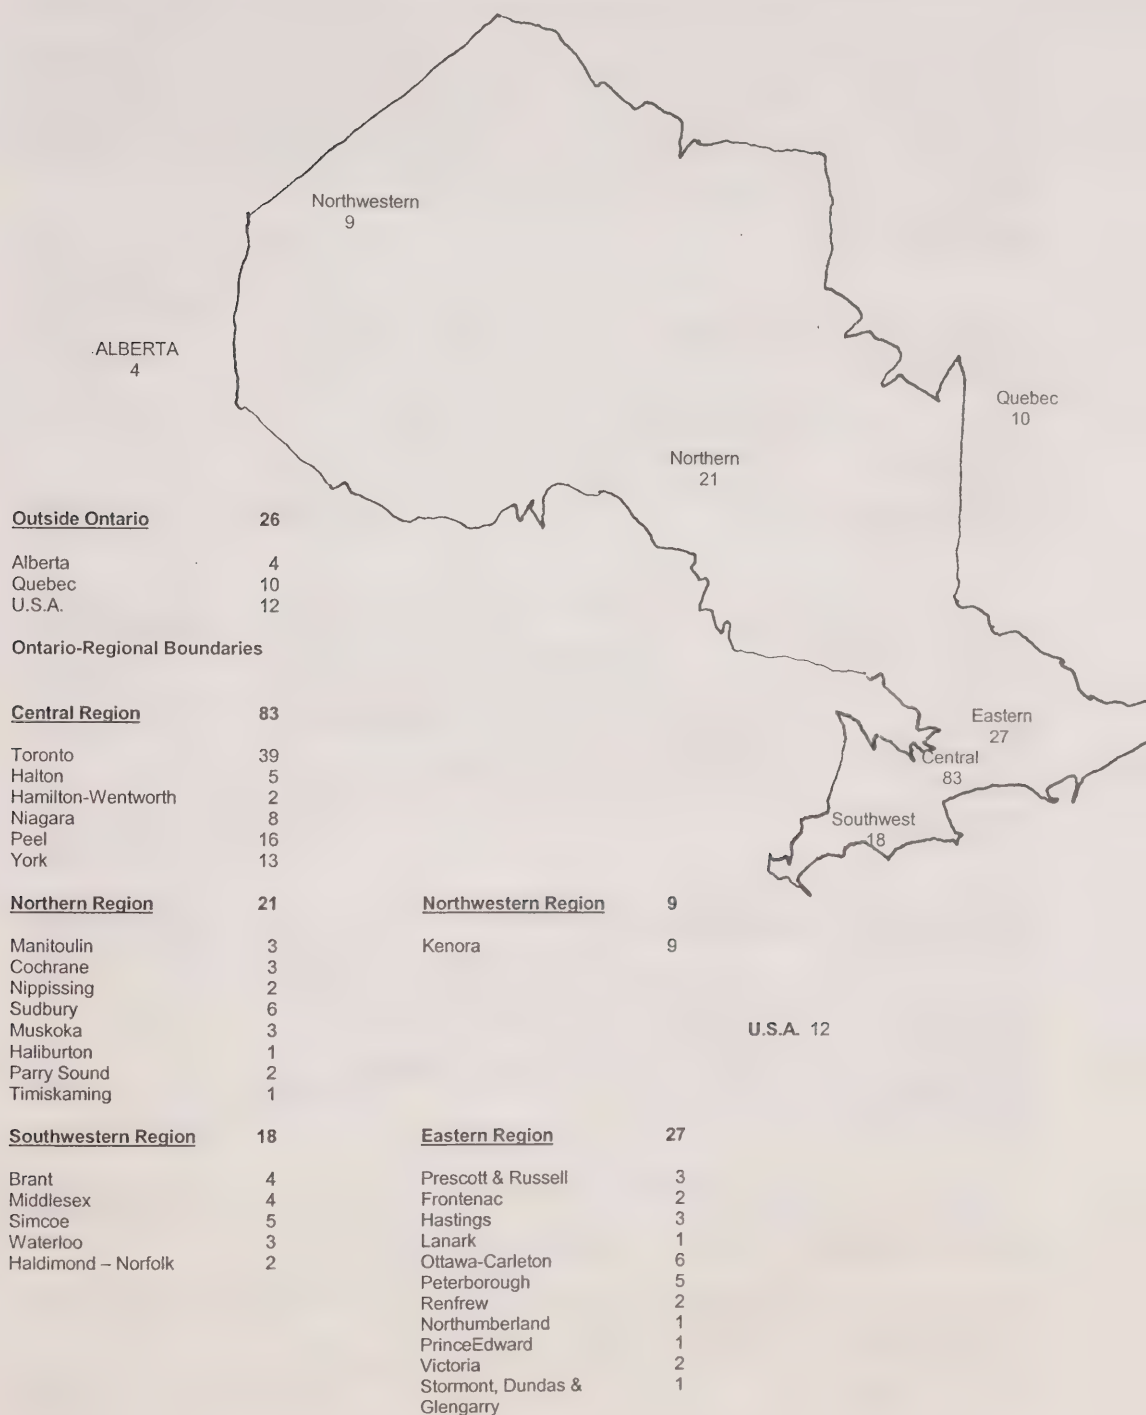 Northwestern
9
ALBERTA
4
Quebec
10
Northern
21
Eastern
27
Central
83
Southwest
18
Outside Ontario 26
Alberta 4
Quebec 10
U.S.A. 12
Ontario-Regional Boundaries
Central Region 83
Toronto 39
Halton 5
Hamilton-Wentworth 2
Niagara 8
Peel 16
York 13
Northern Region 21
Manitoulin 3
Cochrane 3
Nippissing 2
Sudbury 6
Muskoka 3
Haliburton 1
Parry Sound 2
Timiskaming 1
Northwestern Region 9
Kenora 9
U.S.A. 12
Southwestern Region 18
Brant 4
Middlesex 4
Simcoe 5
Waterloo 3
Haldimond – Norfolk 2
Eastern Region 27
Prescott & Russell 3
Frontenac 2
Hastings 3
Lanark 1
Ottawa-Carleton 6
Peterborough 5
Renfrew 2
Northumberland 1
PrinceEdward 1
Victoria 2
Stormont, Dundas & 1
Glengarry